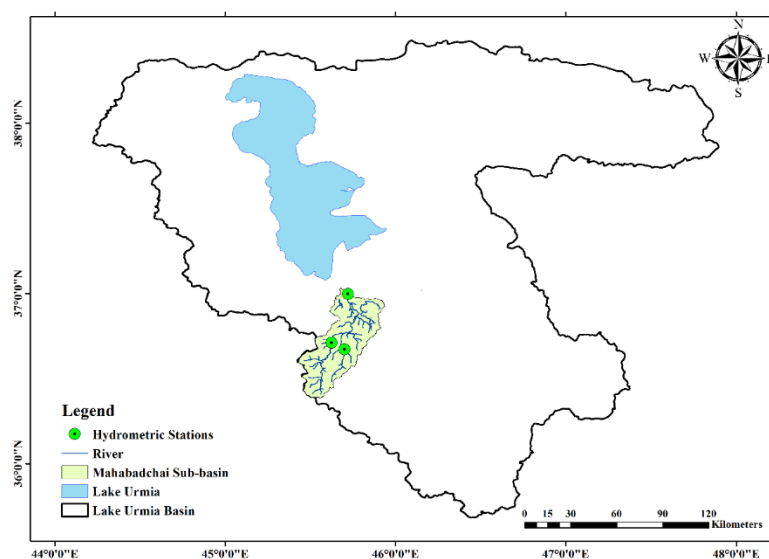 N
W
E
S
38°0'0"N
37°0'0"N
36°0'0"N
Legend
Hydrometric Stations
River
Mahabadchai Sub-basin
Lake Urmia
Lake Urmia Basin
0 15 30 60 90 120
Kilometers
44°0'0"E 45°0'0"E 46°0'0"E 47°0'0"E 48°0'0"E